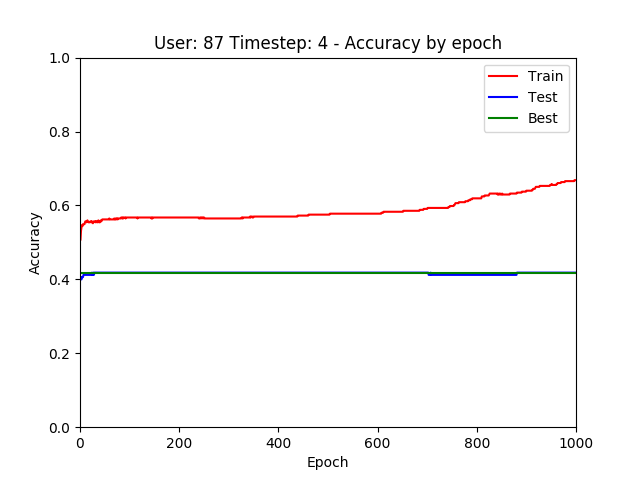 User: 87 Timestep: 4 - Accuracy by epoch
1.0
0.8
0.6
0.4
0.2
0.0
Accuracy
Train
Test
Best
0 200 400 600 800 1000
Epoch